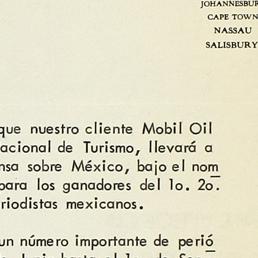 JOHANNESBUR
CAPE TOWN
NASSAU
SALISBURY
que nuestro cliente Mobil Oil
acional de Turismo, llevará a
nsa sobre México, bajo el nom
para los ganadores del 1o. 2o.
riodistas mexicanos.
un número importante de perió